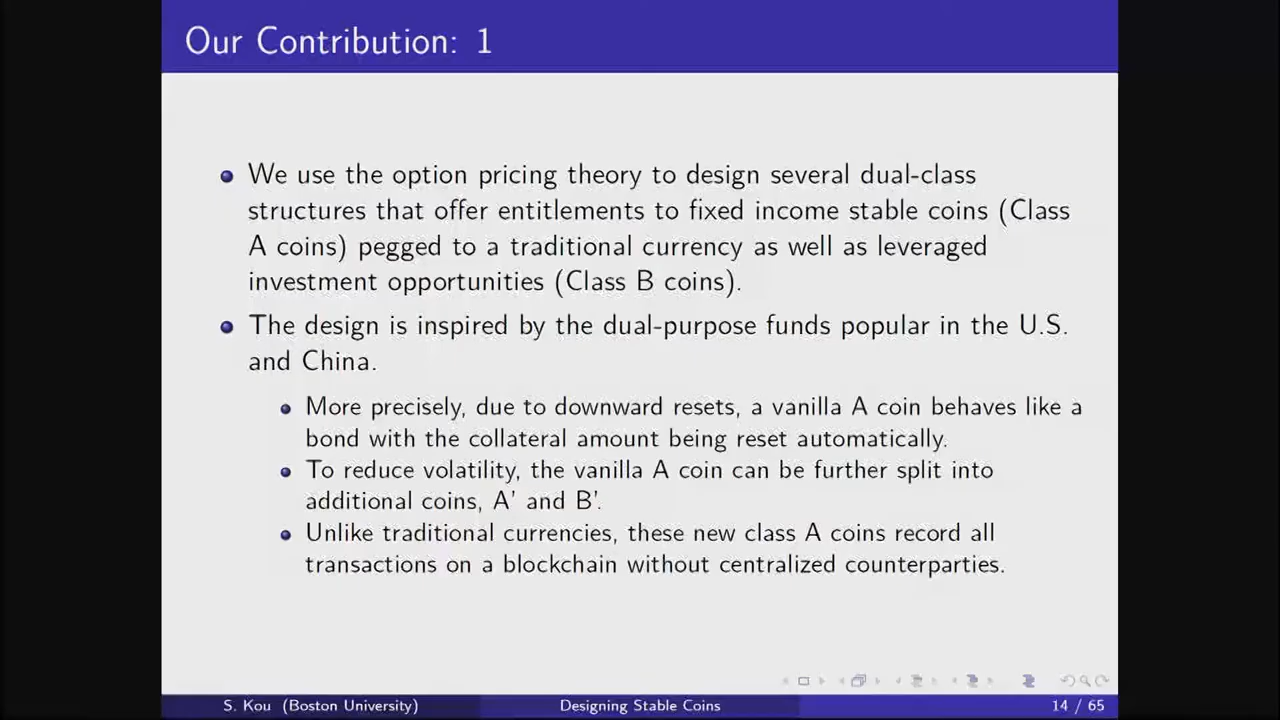 Our Contribution: 1
We use the option pricing theory to design several dual-class
structures that offer entitlements to fixed income stable coins (Class
A coins) pegged to a traditional currency as well as leveraged
investment opportunities (Class B coins).
The design is inspired by the dual-purpose funds popular in the U.S.
and China.
More precisely, due to downward resets, a vanilla A coin behaves like a
bond with the collateral amount being reset automatically.
To reduce volatility, the vanilla A coin can be further split into
additional coins, A' and B'.
Unlike traditional currencies, these new class A coins record all
transactions on a blockchain without centralized counterparties.
S. Kou (Boston University) Designing Stable Coins 14 / 65